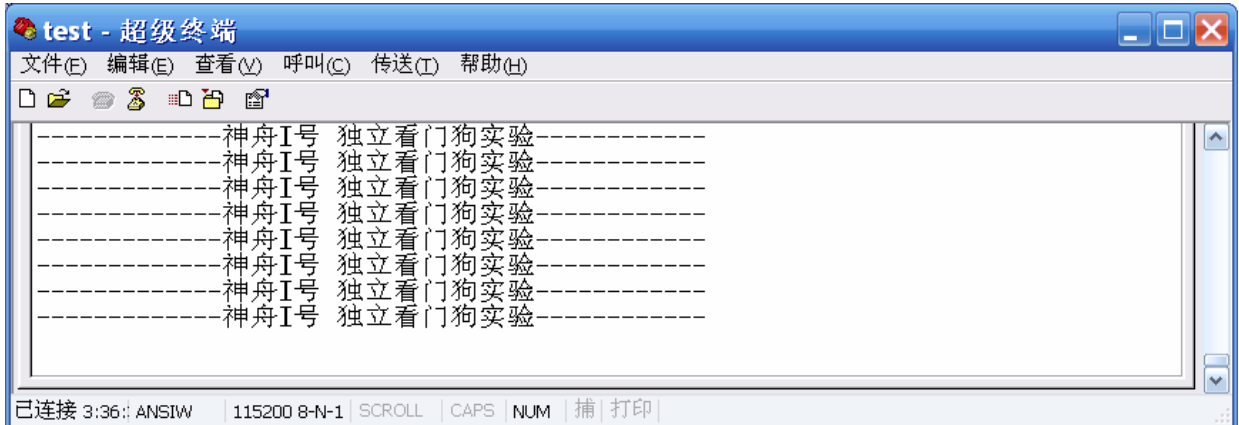 test - 超级终端
文件(F) 编辑(E) 查看(V) 呼叫(C) 传送(T) 帮助(H)
-------------神舟I号 独立看门狗实验------------
-------------神舟I号 独立看门狗实验------------
-------------神舟I号 独立看门狗实验------------
-------------神舟I号 独立看门狗实验------------
-------------神舟I号 独立看门狗实验------------
-------------神舟I号 独立看门狗实验------------
-------------神舟I号 独立看门狗实验------------
-------------神舟I号 独立看门狗实验------------
已连接 3:36: ANSIW 115200 8-N-1 SCROLL CAPS NUM 捕 打印